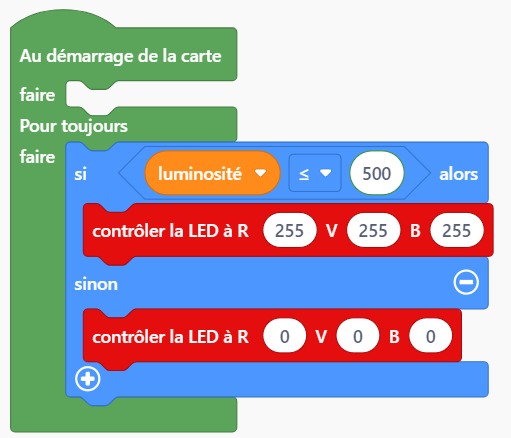 Au démarrage de la carte
faire
Pour toujours
faire
si luminosité ≤ 500 alors
contrôler la LED à R 255 V 255 B 255
sinon
contrôler la LED à R 0 V 0 B 0